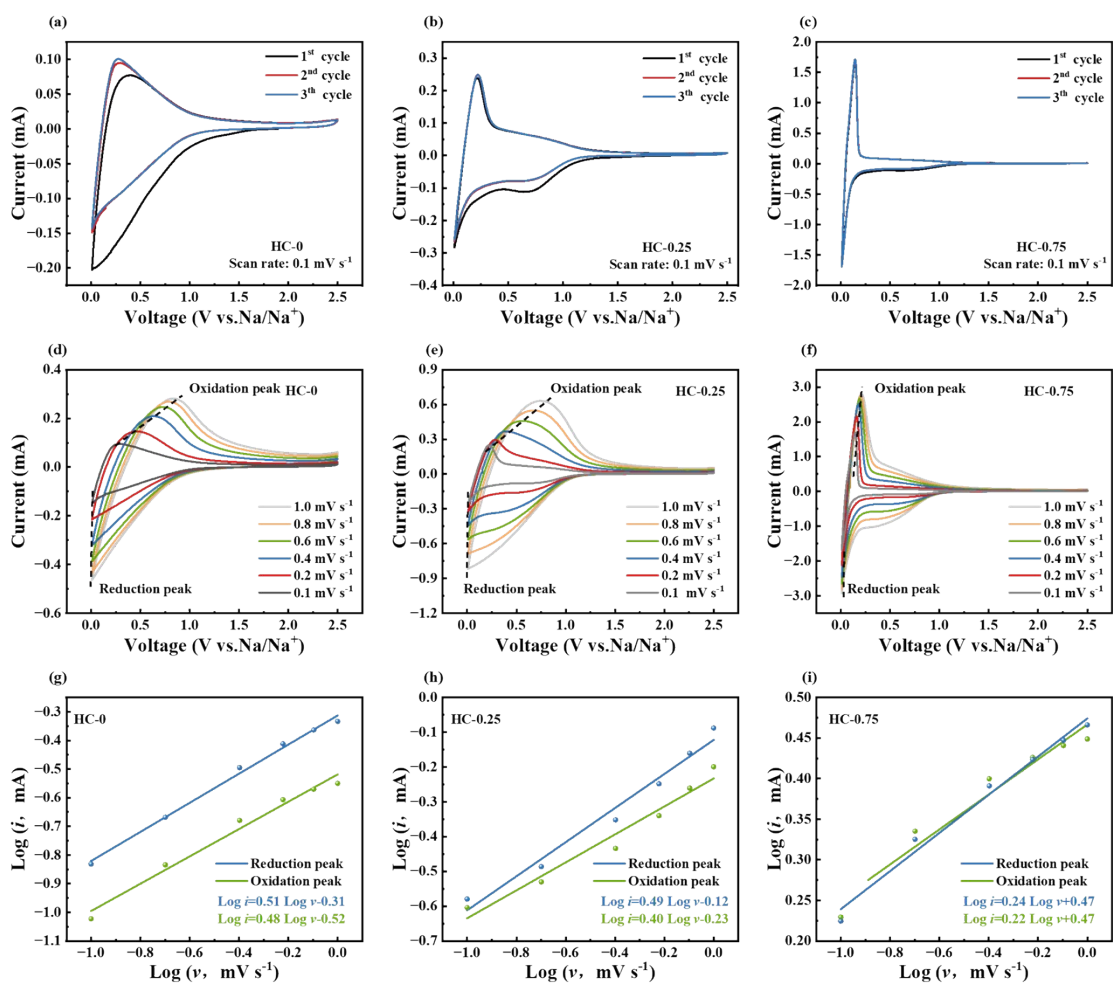 (a)
(b)
(c)
1st cycle
2nd cycle
3th cycle
HC-0
Scan rate: 0.1 mV s⁻¹
Current (mA)
0.10
0.05
0.00
−0.05
−0.10
−0.15
−0.20
0.0 0.5 1.0 1.5 2.0 2.5
Voltage (V vs.Na/Na⁺)
1st cycle
2nd cycle
3th cycle
HC-0.25
Scan rate: 0.1 mV s⁻¹
Current (mA)
0.4
0.3
0.2
0.1
0.0
−0.1
−0.2
−0.3
−0.4
0.0 0.5 1.0 1.5 2.0 2.5
Voltage (V vs.Na/Na⁺)
1st cycle
2nd cycle
3th cycle
HC-0.75
Scan rate: 0.1 mV s⁻¹
Current (mA)
2.0
1.5
1.0
0.5
0.0
−0.5
−1.0
−1.5
−2.0
0.0 0.5 1.0 1.5 2.0 2.5
Voltage (V vs.Na/Na⁺)
(d)
(e)
(f)
Oxidation peak
HC-0
1.0 mV s⁻¹
0.8 mV s⁻¹
0.6 mV s⁻¹
0.4 mV s⁻¹
0.2 mV s⁻¹
0.1 mV s⁻¹
Reduction peak
Current (mA)
0.4
0.2
0.0
−0.2
−0.4
−0.6
0.0 0.5 1.0 1.5 2.0 2.5
Voltage (V vs.Na/Na⁺)
Oxidation peak
HC-0.25
1.0 mV s⁻¹
0.8 mV s⁻¹
0.6 mV s⁻¹
0.4 mV s⁻¹
0.2 mV s⁻¹
0.1 mV s⁻¹
Reduction peak
Current (mA)
0.9
0.6
0.3
0.0
−0.3
−0.6
−0.9
−1.2
0.0 0.5 1.0 1.5 2.0 2.5
Voltage (V vs.Na/Na⁺)
Oxidation peak
HC-0.75
1.0 mV s⁻¹
0.8 mV s⁻¹
0.6 mV s⁻¹
0.4 mV s⁻¹
0.2 mV s⁻¹
0.1 mV s⁻¹
Reduction peak
Current (mA)
3.0
2.0
1.0
0.0
−1.0
−2.0
−3.0
0.0 0.5 1.0 1.5 2.0 2.5
Voltage (V vs.Na/Na⁺)
(g)
(h)
(i)
HC-0
Reduction peak
Oxidation peak
Log i=0.51 Log v-0.31
Log i=0.48 Log v-0.52
Log (i，mA)
−0.3
−0.4
−0.5
−0.6
−0.7
−0.8
−0.9
−1.0
−1.1
−1.0 −0.8 −0.6 −0.4 −0.2 0.0
Log (v，mV s⁻¹)
HC-0.25
Reduction peak
Oxidation peak
Log i=0.49 Log v-0.12
Log i=0.40 Log v-0.23
Log (i，mA)
0.0
−0.1
−0.2
−0.3
−0.4
−0.5
−0.6
−0.7
−1.0 −0.8 −0.6 −0.4 −0.2 0.0
Log (v，mV s⁻¹)
HC-0.75
Reduction peak
Oxidation peak
Log i=0.24 Log v+0.47
Log i=0.22 Log v+0.47
Log (i，mA)
0.50
0.45
0.40
0.35
0.30
0.25
0.20
−1.0 −0.8 −0.6 −0.4 −0.2 0.0
Log (v，mV s⁻¹)